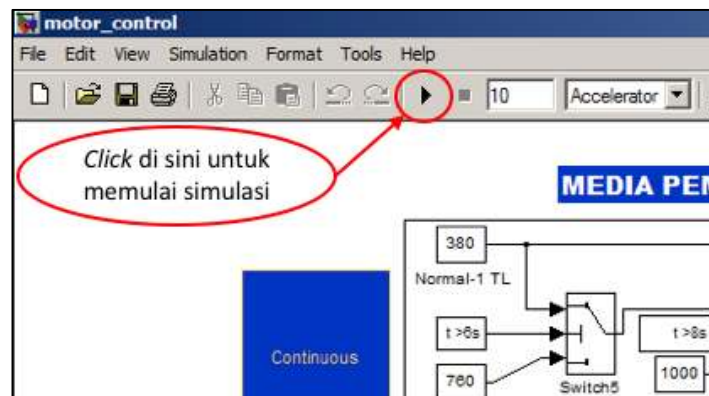 motor_control
File Edit View Simulation Format Tools Help
10 Accelerator
Click di sini untuk
memulai simulasi
MEDIA PEN
380
Normal-1 TL
t >6s
t >8s
Continuous
760
1000
Switch5